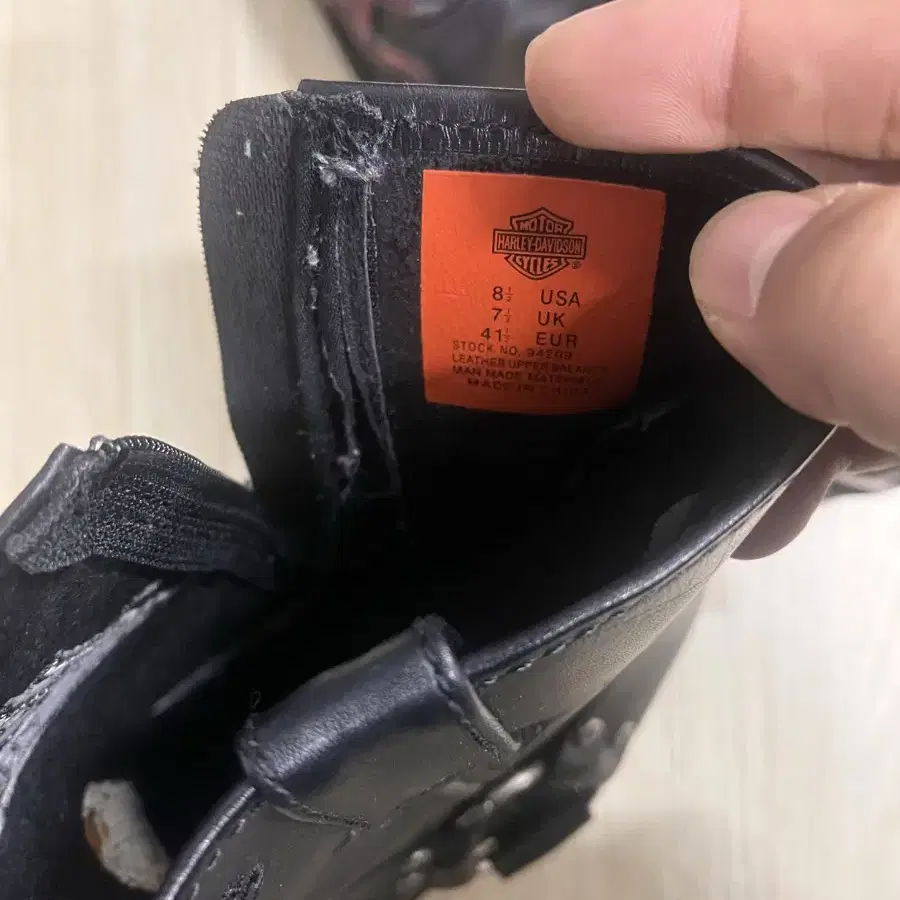 MOTOR
HARLEY-DAVIDSON
CYCLES ®
8½ USA
7½ UK
41½ EUR
STOCK NO. 94209
LEATHER UPPER BALANCE
MAN MADE MATERIALS
MADE IN CHINA